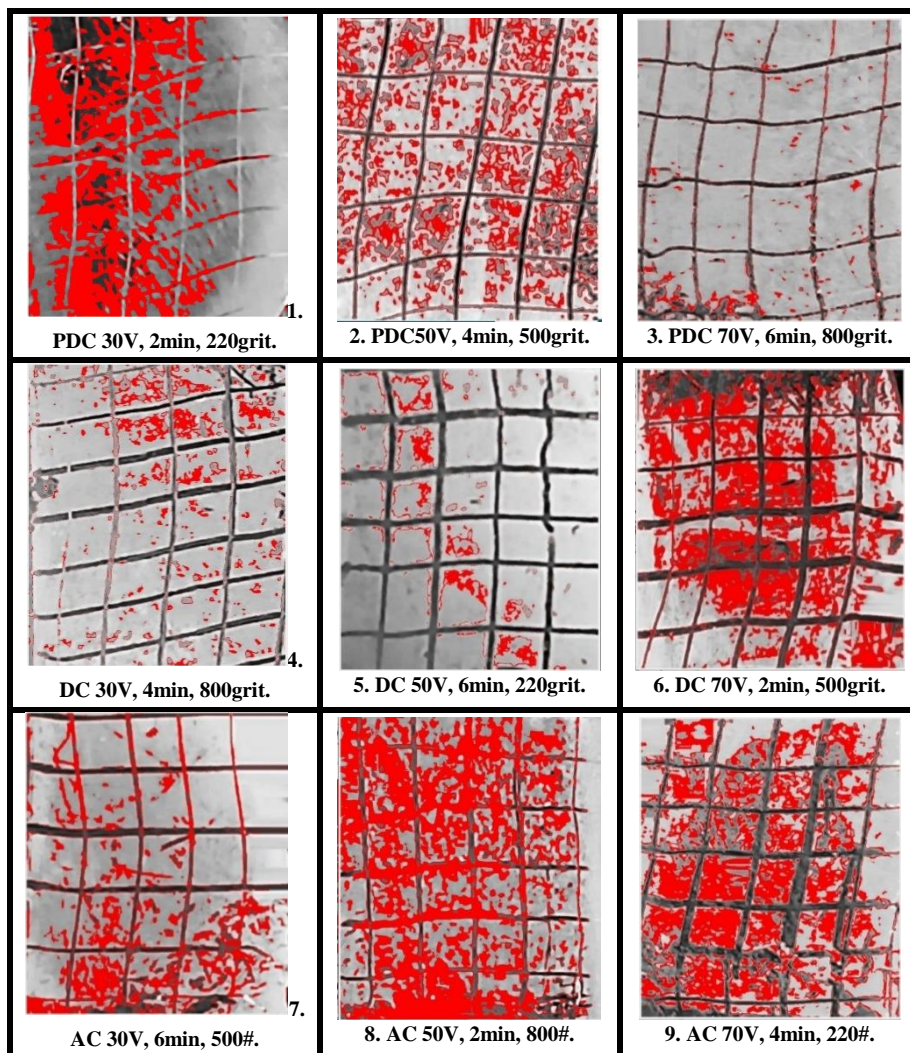 1.
PDC 30V, 2min, 220grit.
2. PDC50V, 4min, 500grit.
3. PDC 70V, 6min, 800grit.
4.
DC 30V, 4min, 800grit.
5. DC 50V, 6min, 220grit.
6. DC 70V, 2min, 500grit.
7.
AC 30V, 6min, 500#.
8. AC 50V, 2min, 800#.
9. AC 70V, 4min, 220#.